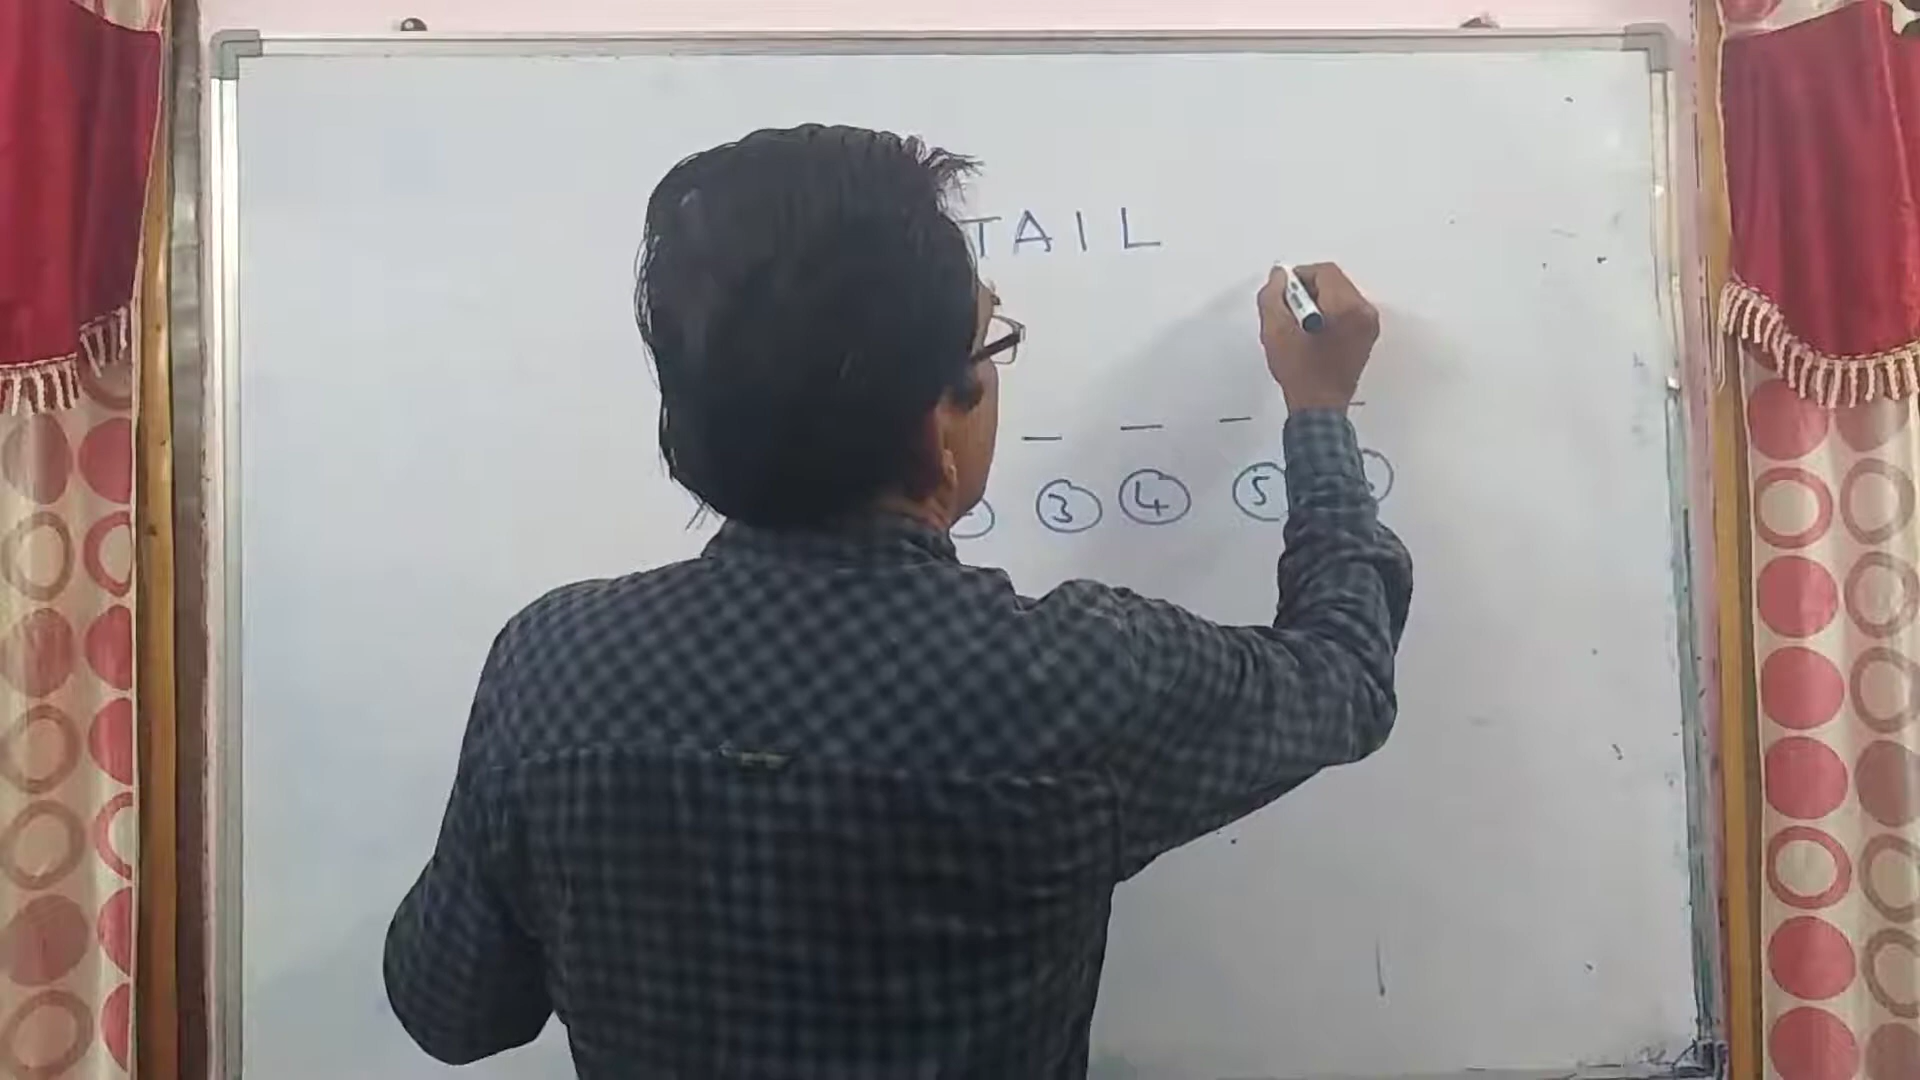 TAIL
_ _ _ _
③ ④ ⑤